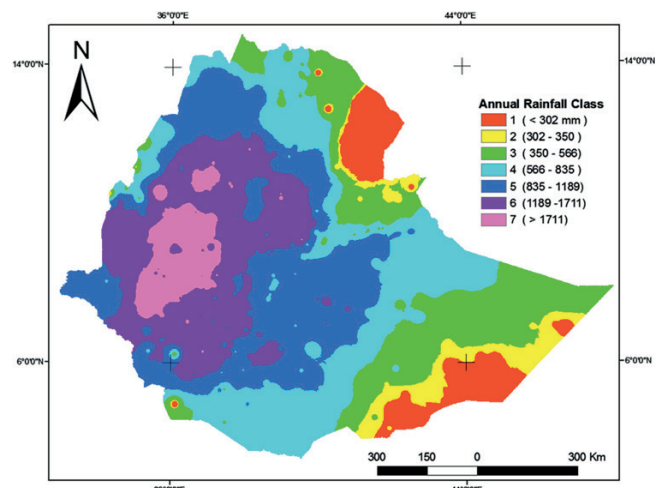 36°0'0"E 44°0'0"E
14°0'0"N 14°0'0"N
N
Annual Rainfall Class
1 ( < 302 mm )
2 (302 - 350)
3 ( 350 - 566)
4 (566 - 835 )
5 (835 - 1189)
6 (1189 -1711)
7 (> 1711)
6°0'0"N 6°0'0"N
300 150 0 300 Km